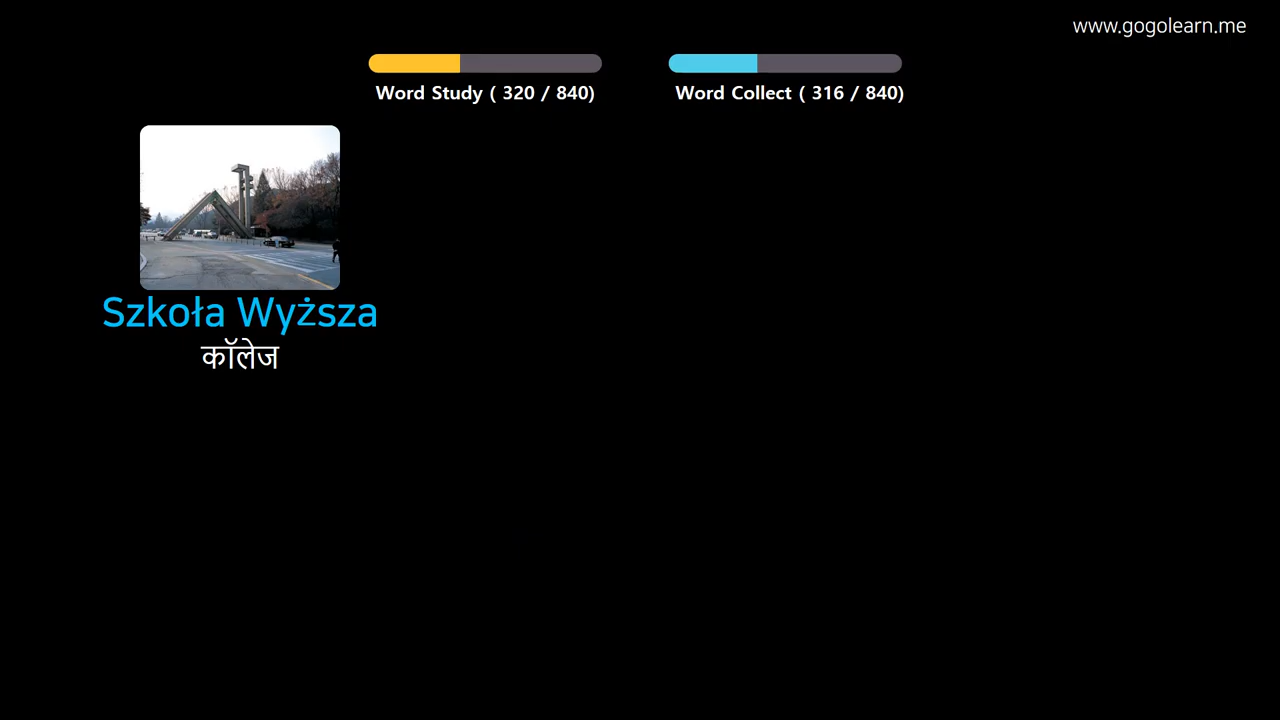 www.gogolearn.me
Word Study ( 320 / 840)
Word Collect ( 316 / 840)
Szkoła Wyższa
कॉलेज